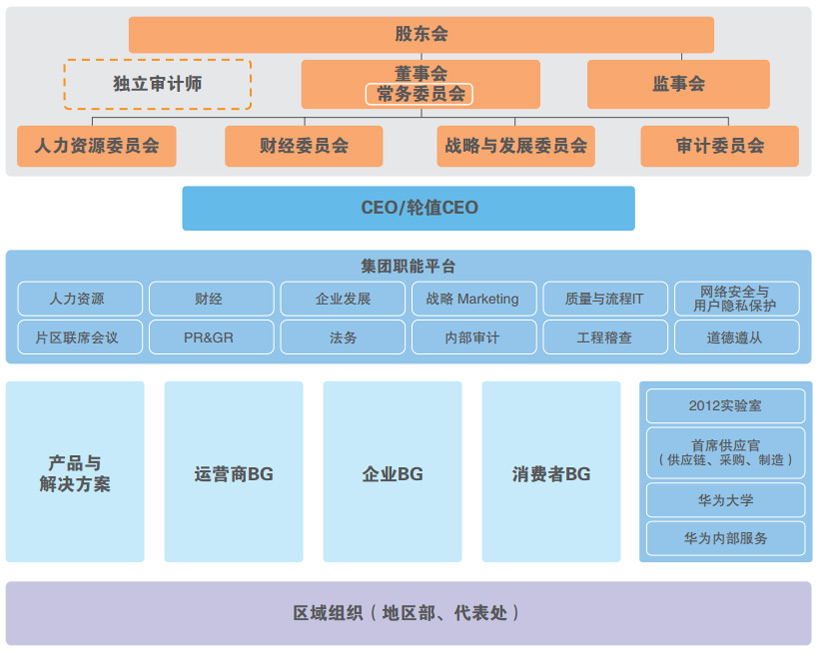 股东会
独立审计师
董事会
常务委员会
监事会
人力资源委员会
财经委员会
战略与发展委员会
审计委员会
CEO/轮值CEO
集团职能平台
人力资源
财经
企业发展
战略 Marketing
质量与流程IT
网络安全与
用户隐私保护
片区联席会议
PR&GR
法务
内部审计
工程稽查
道德遵从
产品与
解决方案
运营商BG
企业BG
消费者BG
2012实验室
首席供应官
（供应链、采购、制造）
华为大学
华为内部服务
区域组织（地区部、代表处）